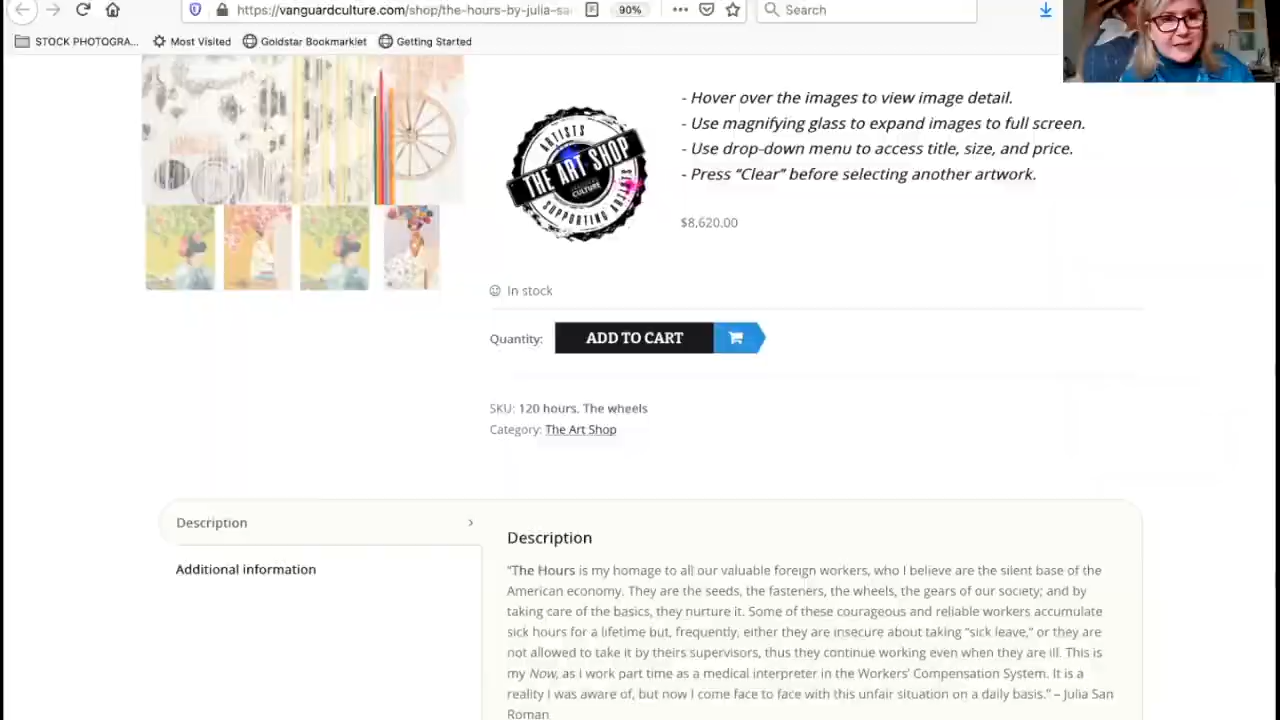 https://vanguardculture.com/shop/the-hours-by-julia-sa
90%
Search
STOCK PHOTOGRA...
Most Visited
Goldstar Bookmarklet
Getting Started
- Hover over the images to view image detail.
- Use magnifying glass to expand images to full screen.
- Use drop-down menu to access title, size, and price.
- Press “Clear” before selecting another artwork.
ARTISTS
THE ART SHOP
CULTURE
SUPPORTING
$8,620.00
In stock
Quantity:
ADD TO CART
SKU: 120 hours. The wheels
Category: The Art Shop
Description
Additional information
Description
“The Hours is my homage to all our valuable foreign workers, who I believe are the silent base of the
American economy. They are the seeds, the fasteners, the wheels, the gears of our society; and by
taking care of the basics, they nurture it. Some of these courageous and reliable workers accumulate
sick hours for a lifetime but, frequently, either they are insecure about taking “sick leave,” or they are
not allowed to take it by theirs supervisors, thus they continue working even when they are ill. This is
my Now, as I work part time as a medical interpreter in the Workers’ Compensation System. It is a
reality I was aware of, but now I come face to face with this unfair situation on a daily basis.” – Julia San
Roman